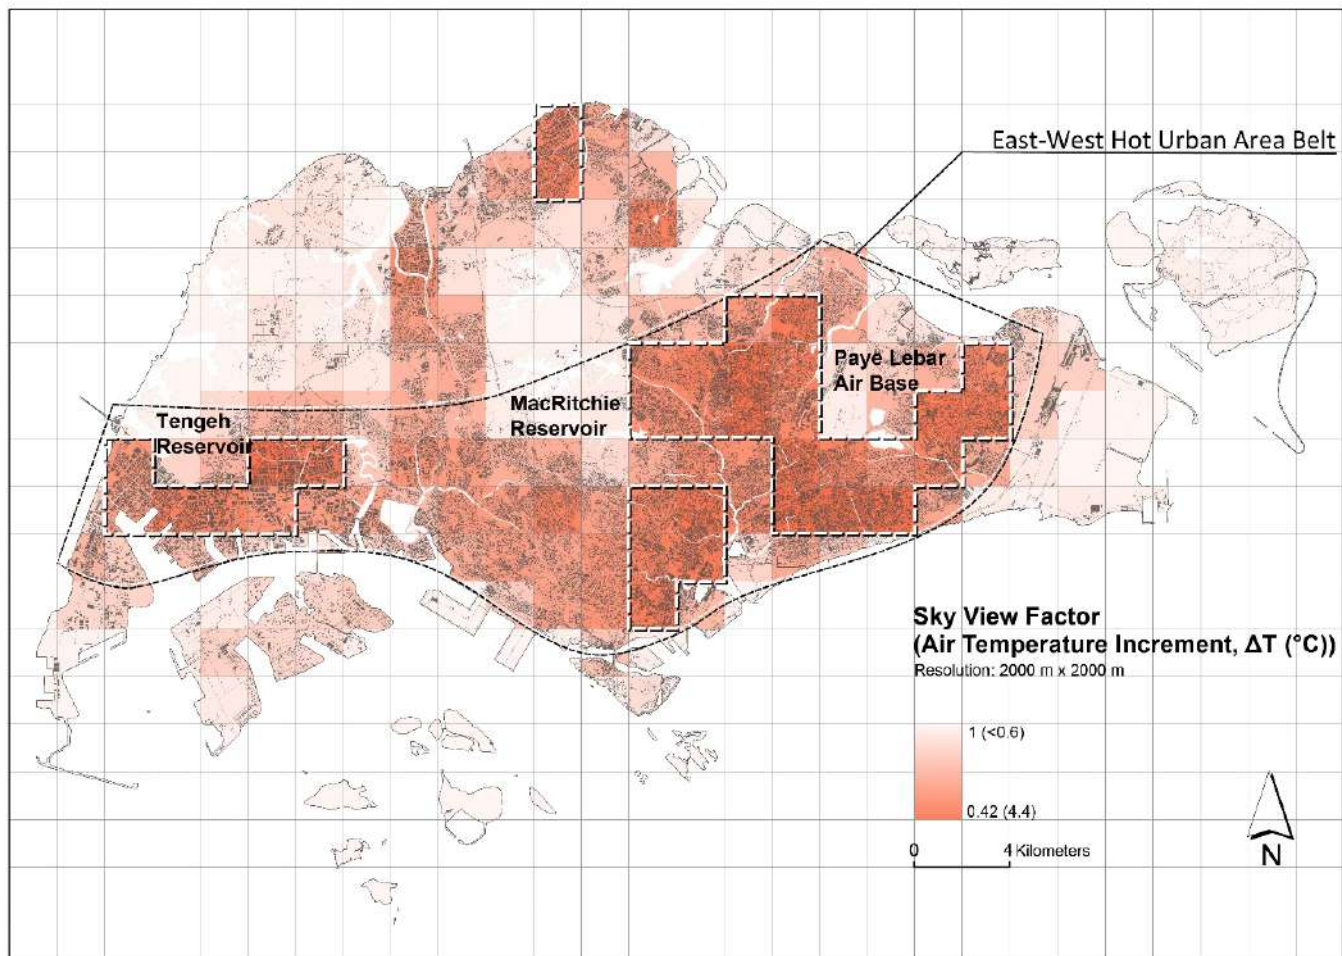 East-West Hot Urban Area Belt
Paye Lebar
Air Base
MacRitchie
Reservoir
Tengeh
Reservoir
Sky View Factor
(Air Temperature Increment, ΔT (°C))
Resolution: 2000 m x 2000 m
1 (<0.6)
0.42 (4.4)
0 4 Kilometers
N